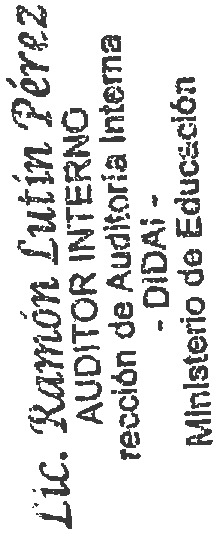 Lic. Ramón Lutín Pérez
AUDITOR INTERNO
rección de Auditoría Interna
- DIDAI -
Ministerio de Educación